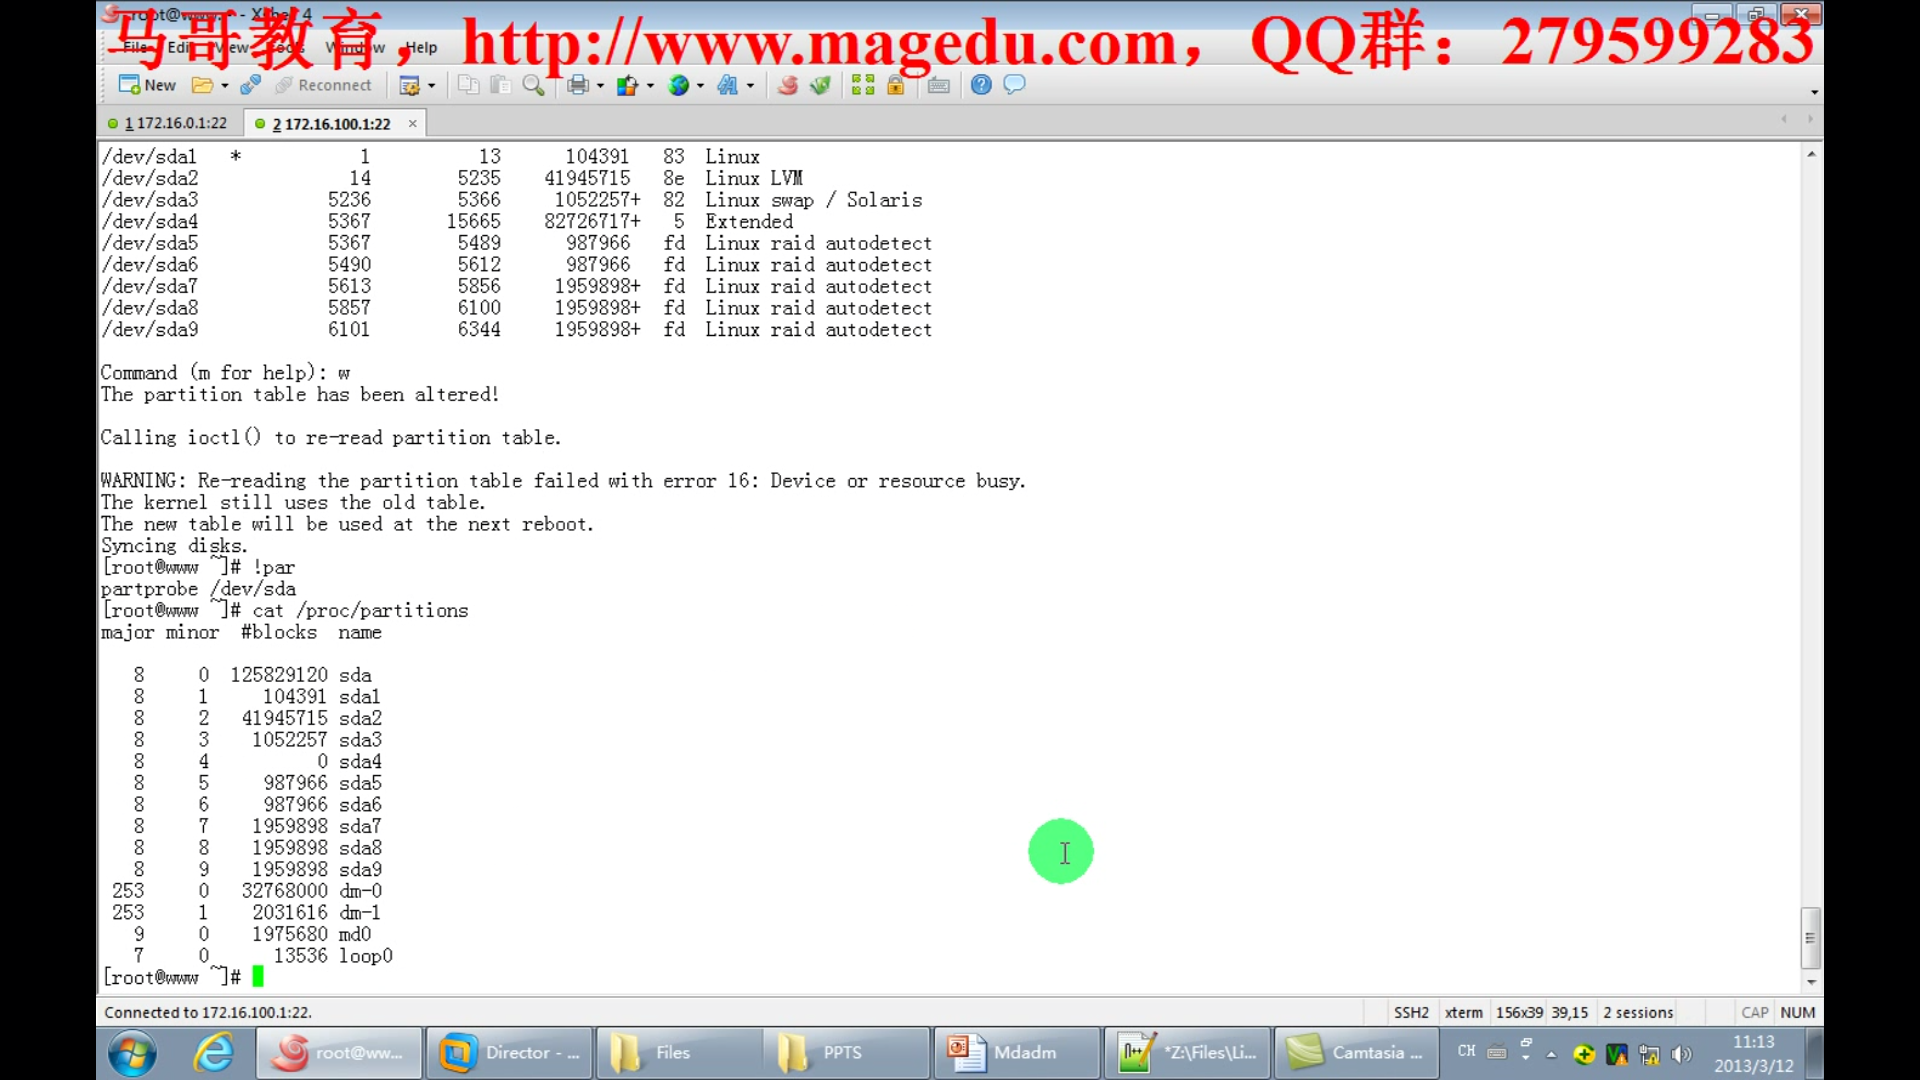 root@www:~ - Xshell 4
马哥教育，http://www.magedu.com，QQ群：279599283
File Edit View Tools Window Help
New Reconnect
1 172.16.0.1:22 2 172.16.100.1:22
/dev/sda1 * 1 13 104391 83 Linux
/dev/sda2 14 5235 41945715 8e Linux LVM
/dev/sda3 5236 5366 1052257+ 82 Linux swap / Solaris
/dev/sda4 5367 15665 82726717+ 5 Extended
/dev/sda5 5367 5489 987966 fd Linux raid autodetect
/dev/sda6 5490 5612 987966 fd Linux raid autodetect
/dev/sda7 5613 5856 1959898+ fd Linux raid autodetect
/dev/sda8 5857 6100 1959898+ fd Linux raid autodetect
/dev/sda9 6101 6344 1959898+ fd Linux raid autodetect
Command (m for help): w
The partition table has been altered!
Calling ioctl() to re-read partition table.
WARNING: Re-reading the partition table failed with error 16: Device or resource busy.
The kernel still uses the old table.
The new table will be used at the next reboot.
Syncing disks.
[root@www ~]# !par
partprobe /dev/sda
[root@www ~]# cat /proc/partitions
major minor #blocks name
8 0 125829120 sda
8 1 104391 sda1
8 2 41945715 sda2
8 3 1052257 sda3
8 4 0 sda4
8 5 987966 sda5
8 6 987966 sda6
8 7 1959898 sda7
8 8 1959898 sda8
8 9 1959898 sda9
253 0 32768000 dm-0
253 1 2031616 dm-1
9 0 1975680 md0
7 0 13536 loop0
[root@www ~]#
Connected to 172.16.100.1:22. SSH2 xterm 156x39 39,15 2 sessions CAP NUM
root@ww... Director - ... Files PPTS Mdadm *Z:\Files\Li... Camtasia ... CH 11:13
2013/3/12